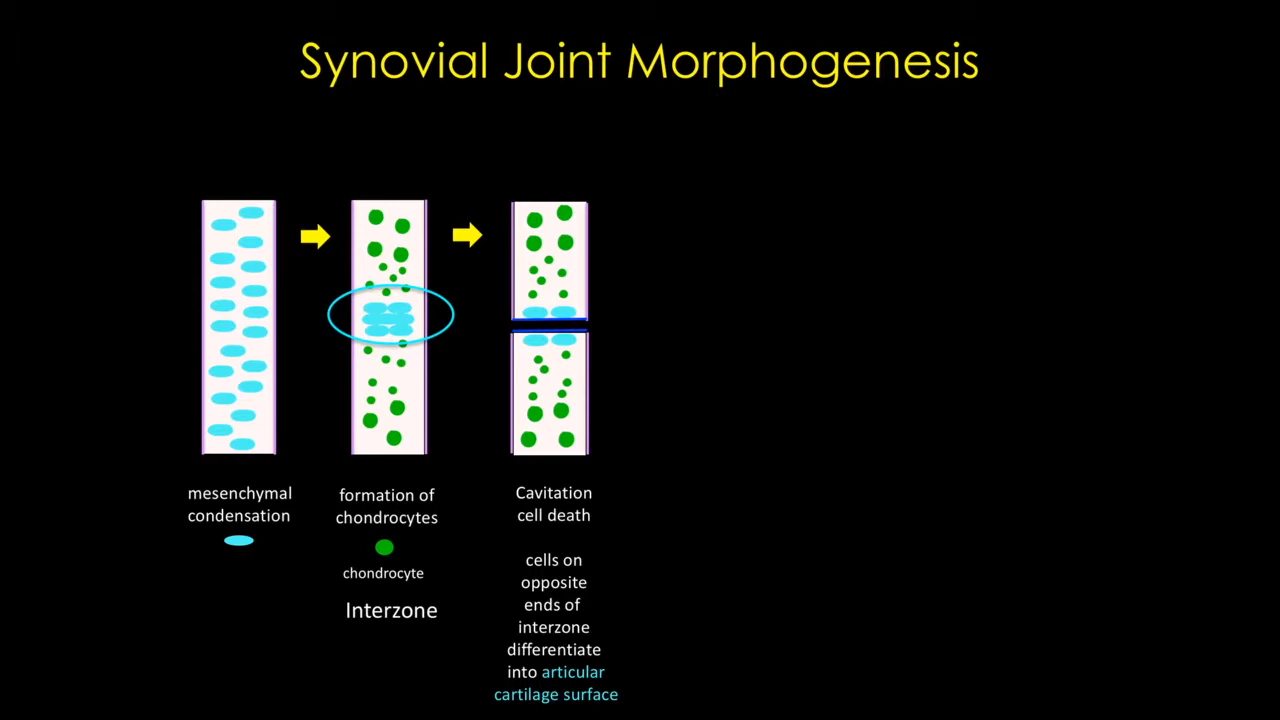 Synovial Joint Morphogenesis
mesenchymal
condensation
formation of
chondrocytes
chondrocyte
Interzone
Cavitation
cell death
cells on
opposite
ends of
interzone
differentiate
into articular
cartilage surface